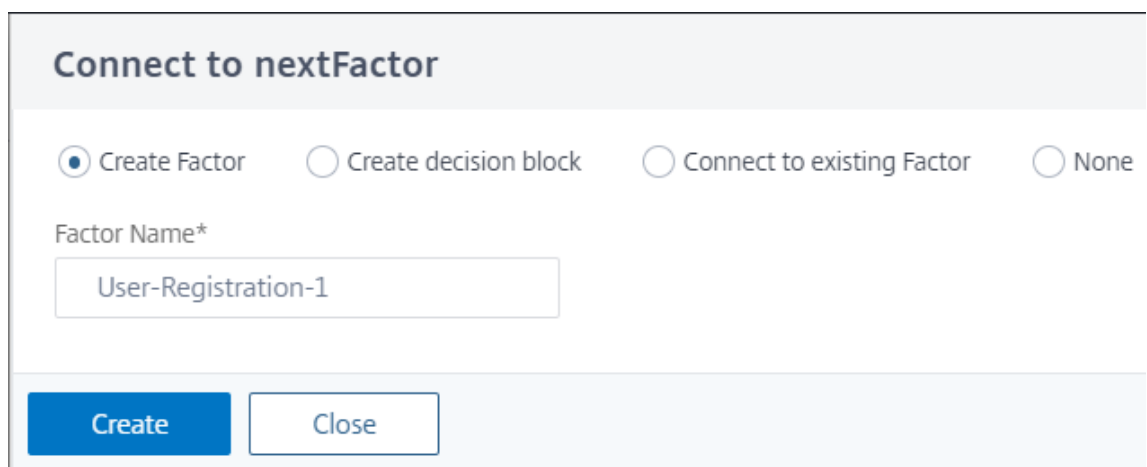 Connect to nextFactor
Create Factor Create decision block Connect to existing Factor None
Factor Name*
User-Registration-1
Create Close